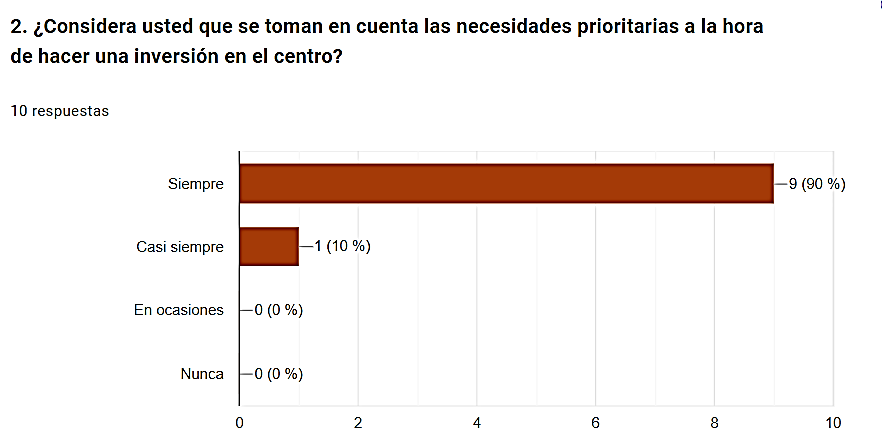 2. ¿Considera usted que se toman en cuenta las necesidades prioritarias a la hora
de hacer una inversión en el centro?
10 respuestas
Siempre
9 (90 %)
Casi siempre
1 (10 %)
En ocasiones
0 (0 %)
Nunca
0 (0 %)
0 2 4 6 8 10